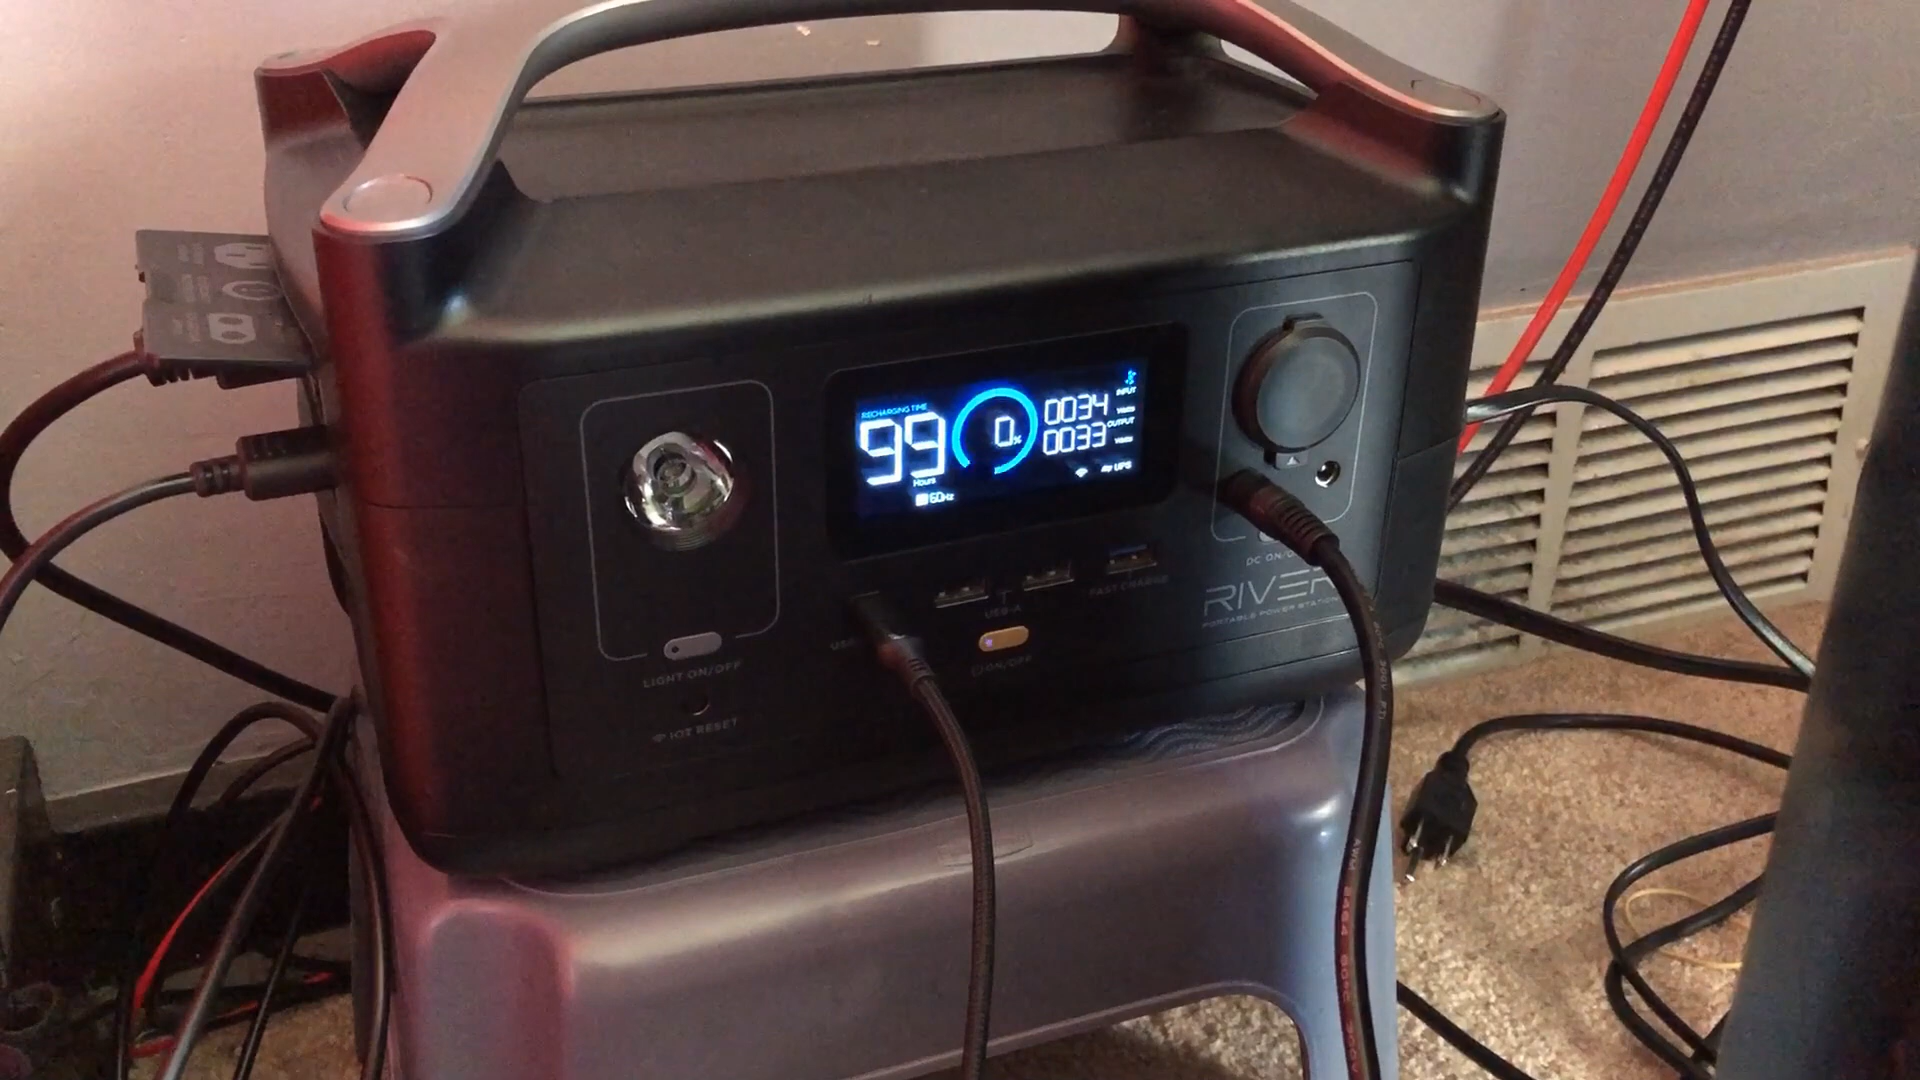 RECHARGING TIME
99
Hours
60Hz
0%
INPUT
0034 Watts
OUTPUT
0033 Watts
UPS
LIGHT ON/OFF
IOT RESET
USB-A
ON/OFF
FAST CHARGE
DC ON/O
RIVER
PORTABLE POWER STATION